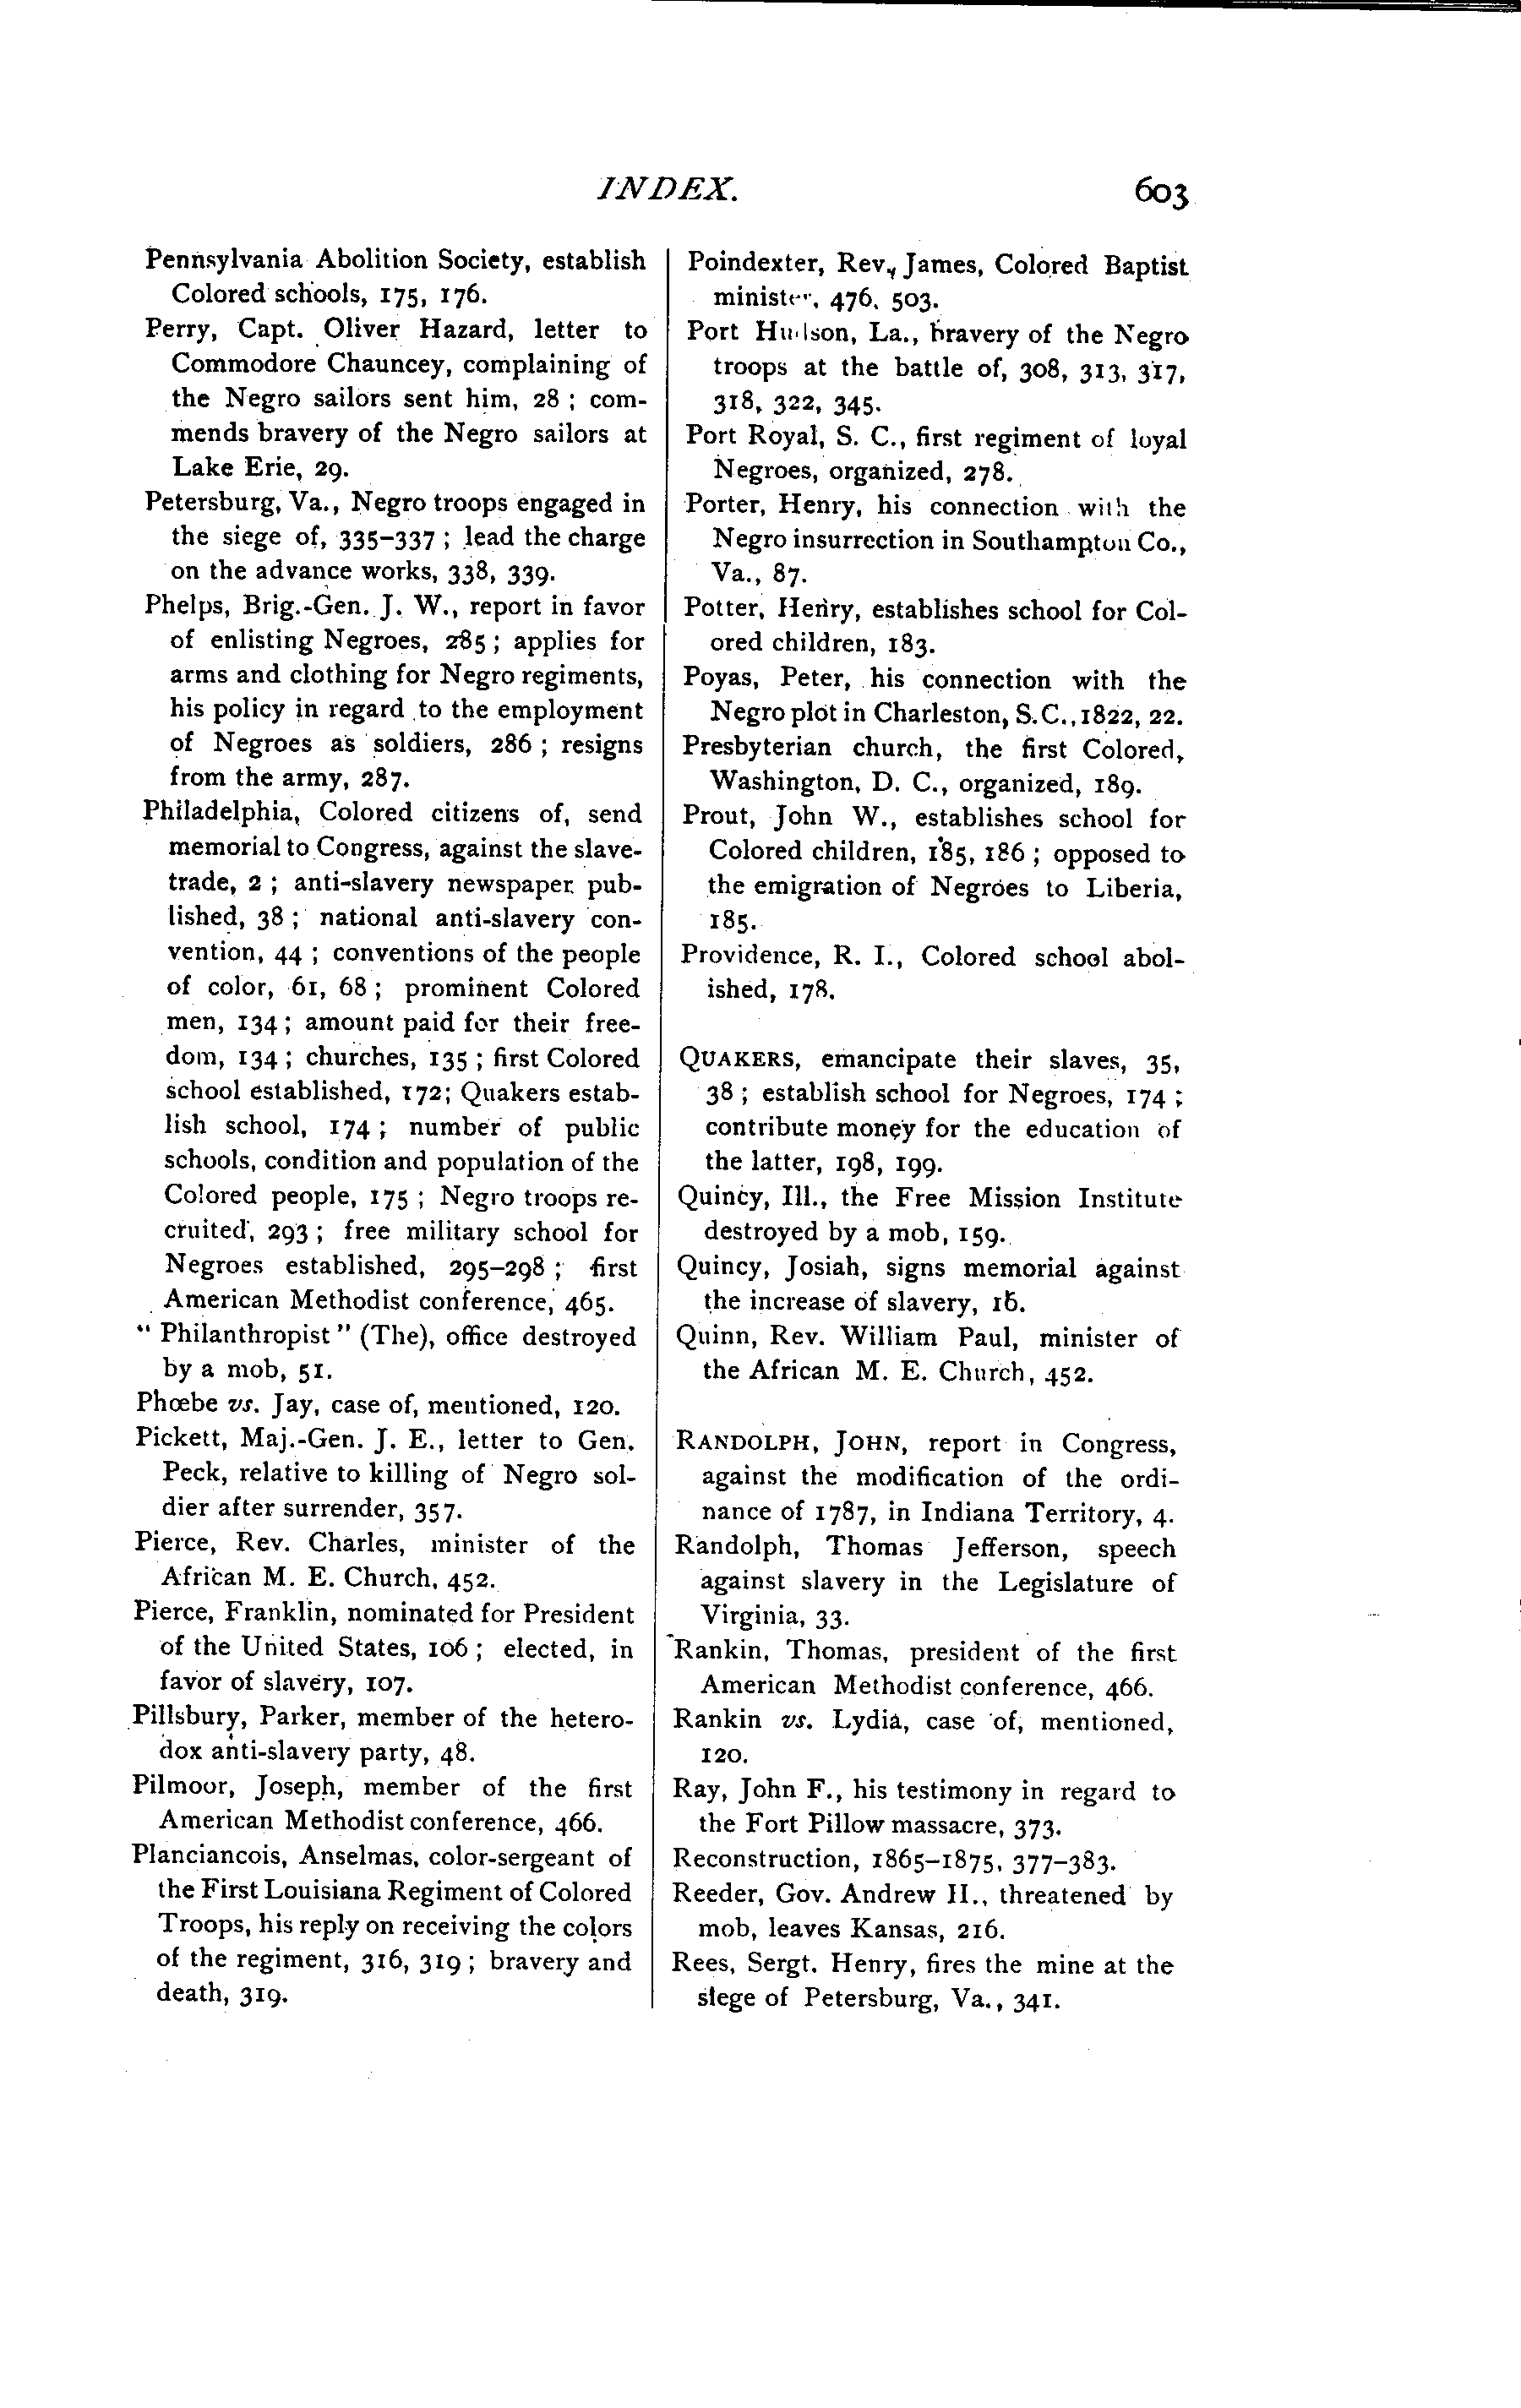 INDEX.
603
Pennsylvania Abolition Society, establish
Colored schools, 175, 176.
Perry, Capt. Oliver Hazard, letter to
Commodore Chauncey, complaining of
the Negro sailors sent him, 28 ; com-
mends bravery of the Negro sailors at
Lake Erie, 29.
Petersburg, Va., Negro troops engaged in
the siege of, 335–337 ; lead the charge
on the advance works, 338, 339.
Phelps, Brig.-Gen. J. W., report in favor
of enlisting Negroes, 285 ; applies for
arms and clothing for Negro regiments,
his policy in regard to the employment
of Negroes as soldiers, 286 ; resigns
from the army, 287.
Philadelphia, Colored citizens of, send
memorial to Congress, against the slave-
trade, 2 ; anti-slavery newspaper pub-
lished, 38 ; national anti-slavery con-
vention, 44 ; conventions of the people
of color, 61, 68 ; prominent Colored
men, 134 ; amount paid for their free-
dom, 134 ; churches, 135 ; first Colored
school established, 172; Quakers estab-
lish school, 174 ; number of public
schools, condition and population of the
Colored people, 175 ; Negro troops re-
cruited, 293 ; free military school for
Negroes established, 295–298 ; first
American Methodist conference, 465.
" Philanthropist " (The), office destroyed
by a mob, 51.
Phœbe vs. Jay, case of, mentioned, 120.
Pickett, Maj.-Gen. J. E., letter to Gen.
Peck, relative to killing of Negro sol-
dier after surrender, 357.
Pierce, Rev. Charles, minister of the
African M. E. Church, 452.
Pierce, Franklin, nominated for President
of the United States, 106 ; elected, in
favor of slavery, 107.
Pillsbury, Parker, member of the hetero-
dox anti-slavery party, 48.
Pilmoor, Joseph, member of the first
American Methodist conference, 466.
Planciancois, Anselmas, color-sergeant of
the First Louisiana Regiment of Colored
Troops, his reply on receiving the colors
of the regiment, 316, 319 ; bravery and
death, 319.
Poindexter, Rev. James, Colored Baptist
minister, 476, 503.
Port Hudson, La., bravery of the Negro
troops at the battle of, 308, 313, 317,
318, 322, 345.
Port Royal, S. C., first regiment of loyal
Negroes, organized, 278.
Porter, Henry, his connection with the
Negro insurrection in Southampton Co.,
Va., 87.
Potter, Henry, establishes school for Col-
ored children, 183.
Poyas, Peter, his connection with the
Negro plot in Charleston, S.C., 1822, 22.
Presbyterian church, the first Colored,
Washington, D. C., organized, 189.
Prout, John W., establishes school for
Colored children, 185, 186 ; opposed to
the emigration of Negroes to Liberia,
185.
Providence, R. I., Colored school abol-
ished, 178.
QUAKERS, emancipate their slaves, 35,
38 ; establish school for Negroes, 174 ;
contribute money for the education of
the latter, 198, 199.
Quincy, Ill., the Free Mission Institute
destroyed by a mob, 159.
Quincy, Josiah, signs memorial against
the increase of slavery, 16.
Quinn, Rev. William Paul, minister of
the African M. E. Church, 452.
RANDOLPH, JOHN, report in Congress,
against the modification of the ordi-
nance of 1787, in Indiana Territory, 4.
Randolph, Thomas Jefferson, speech
against slavery in the Legislature of
Virginia, 33.
Rankin, Thomas, president of the first
American Methodist conference, 466.
Rankin vs. Lydia, case of, mentioned,
120.
Ray, John F., his testimony in regard to
the Fort Pillow massacre, 373.
Reconstruction, 1865–1875, 377–383.
Reeder, Gov. Andrew H., threatened by
mob, leaves Kansas, 216.
Rees, Sergt. Henry, fires the mine at the
siege of Petersburg, Va., 341.